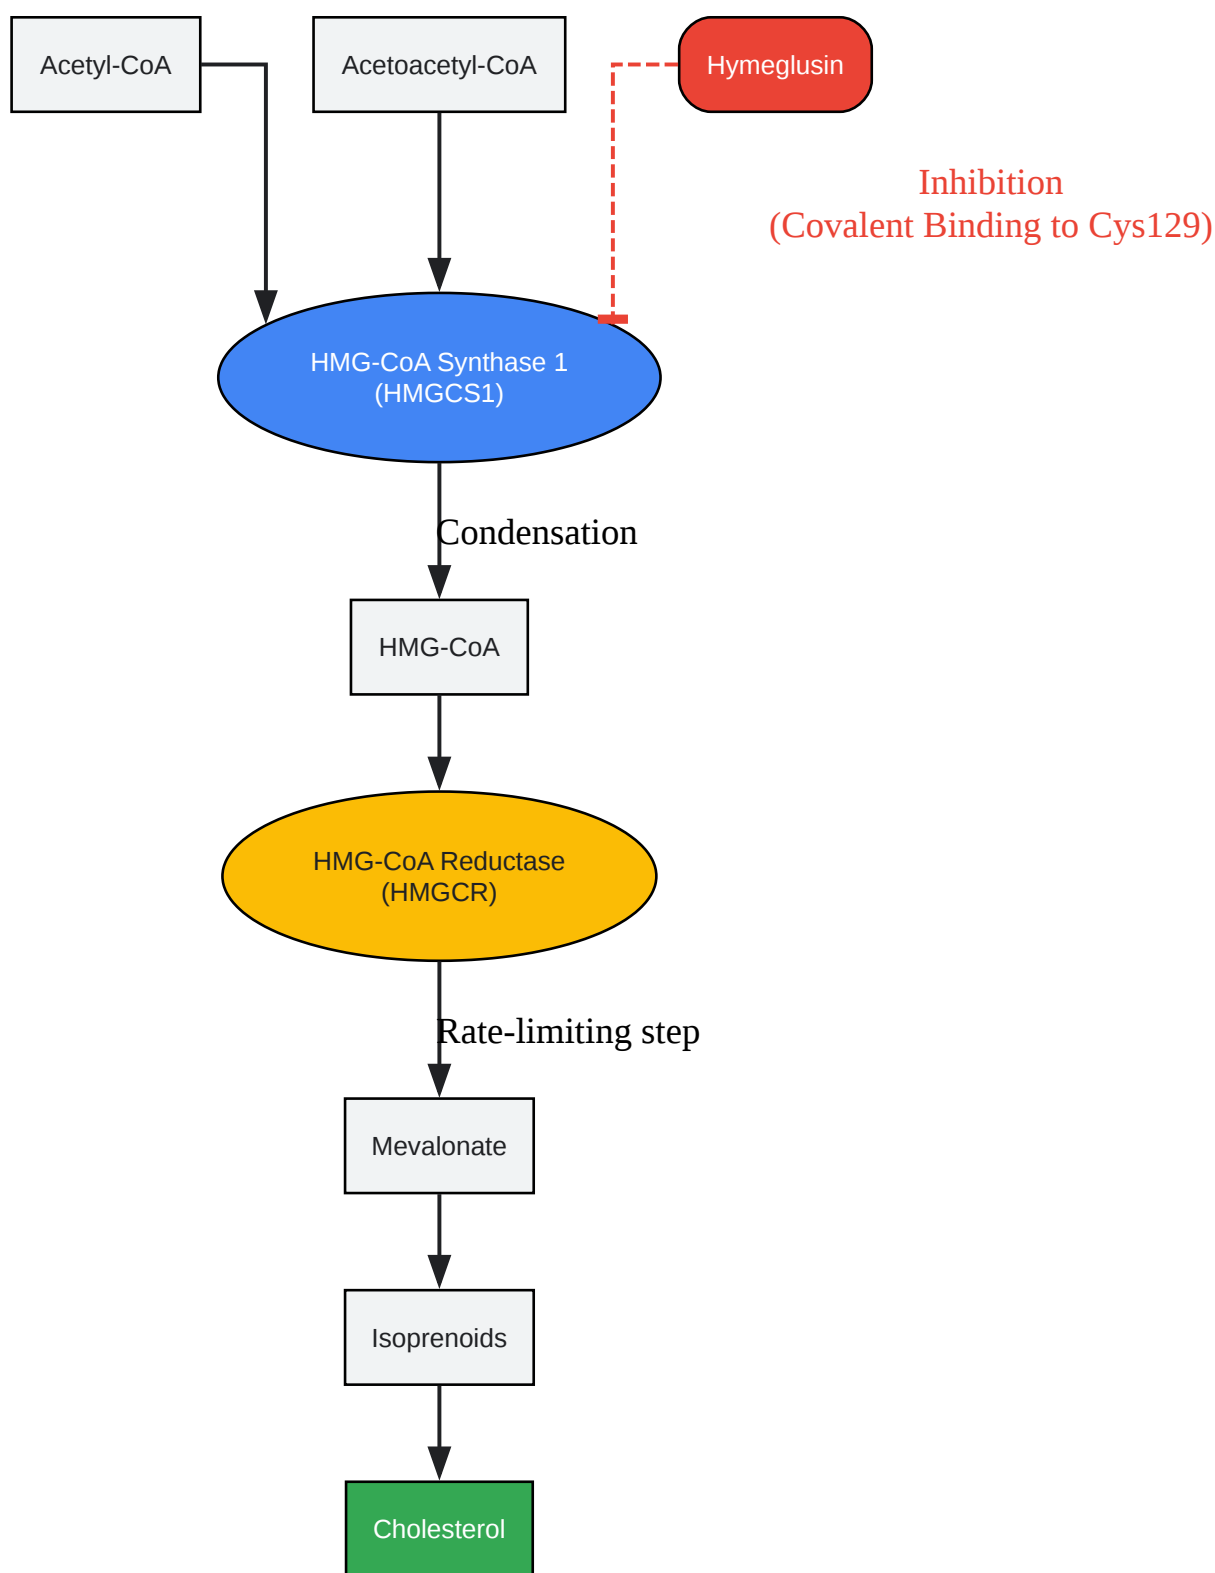 Acetyl-CoA
Acetoacetyl-CoA
Hymeglusin
Inhibition
(Covalent Binding to Cys129)
HMG-CoA Synthase 1
(HMGCS1)
Condensation
HMG-CoA
HMG-CoA Reductase
(HMGCR)
Rate-limiting step
Mevalonate
Isoprenoids
Cholesterol